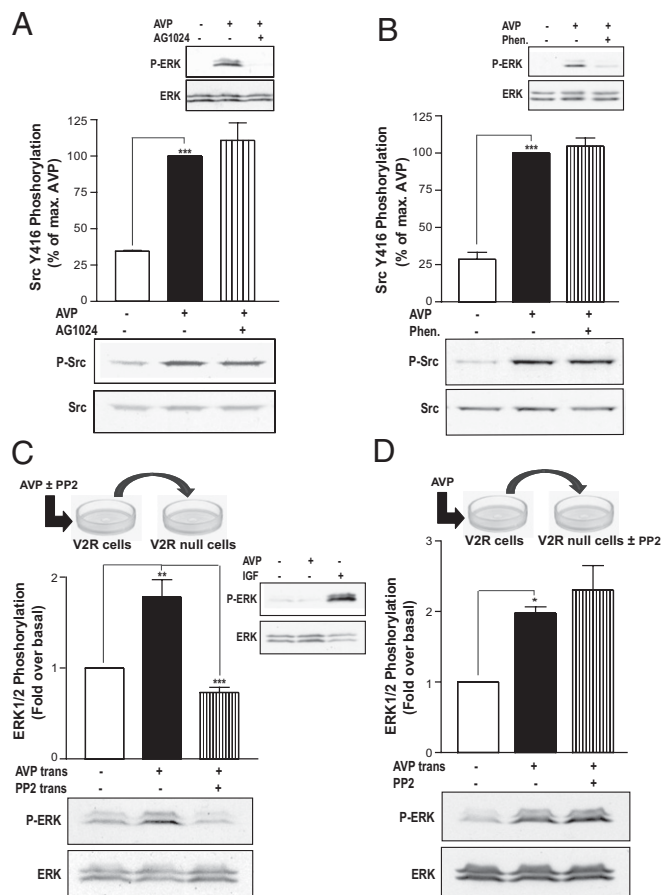 A
AVP - + +
AG1024 - - +
P-ERK
ERK
Src Y416 Phoshorylation
(% of max. AVP)
125
100
75
50
25
0
***
AVP - + +
AG1024 - - +
P-Src
Src
B
AVP - + +
Phen. - - +
P-ERK
ERK
Src Y416 Phoshorylation
(% of max. AVP)
125
100
75
50
25
0
***
AVP - + +
Phen. - - +
P-Src
Src
C
AVP ± PP2
V2R cells V2R null cells
ERK1/2 Phoshorylation
(Fold over basal)
2
1
0
**
***
AVP - + -
IGF - - +
P-ERK
ERK
AVP trans - + +
PP2 trans - - +
P-ERK
ERK
D
AVP
V2R cells V2R null cells ± PP2
ERK1/2 Phoshorylation
(Fold over basal)
3
2
1
0
*
AVP trans - + +
PP2 - - +
P-ERK
ERK